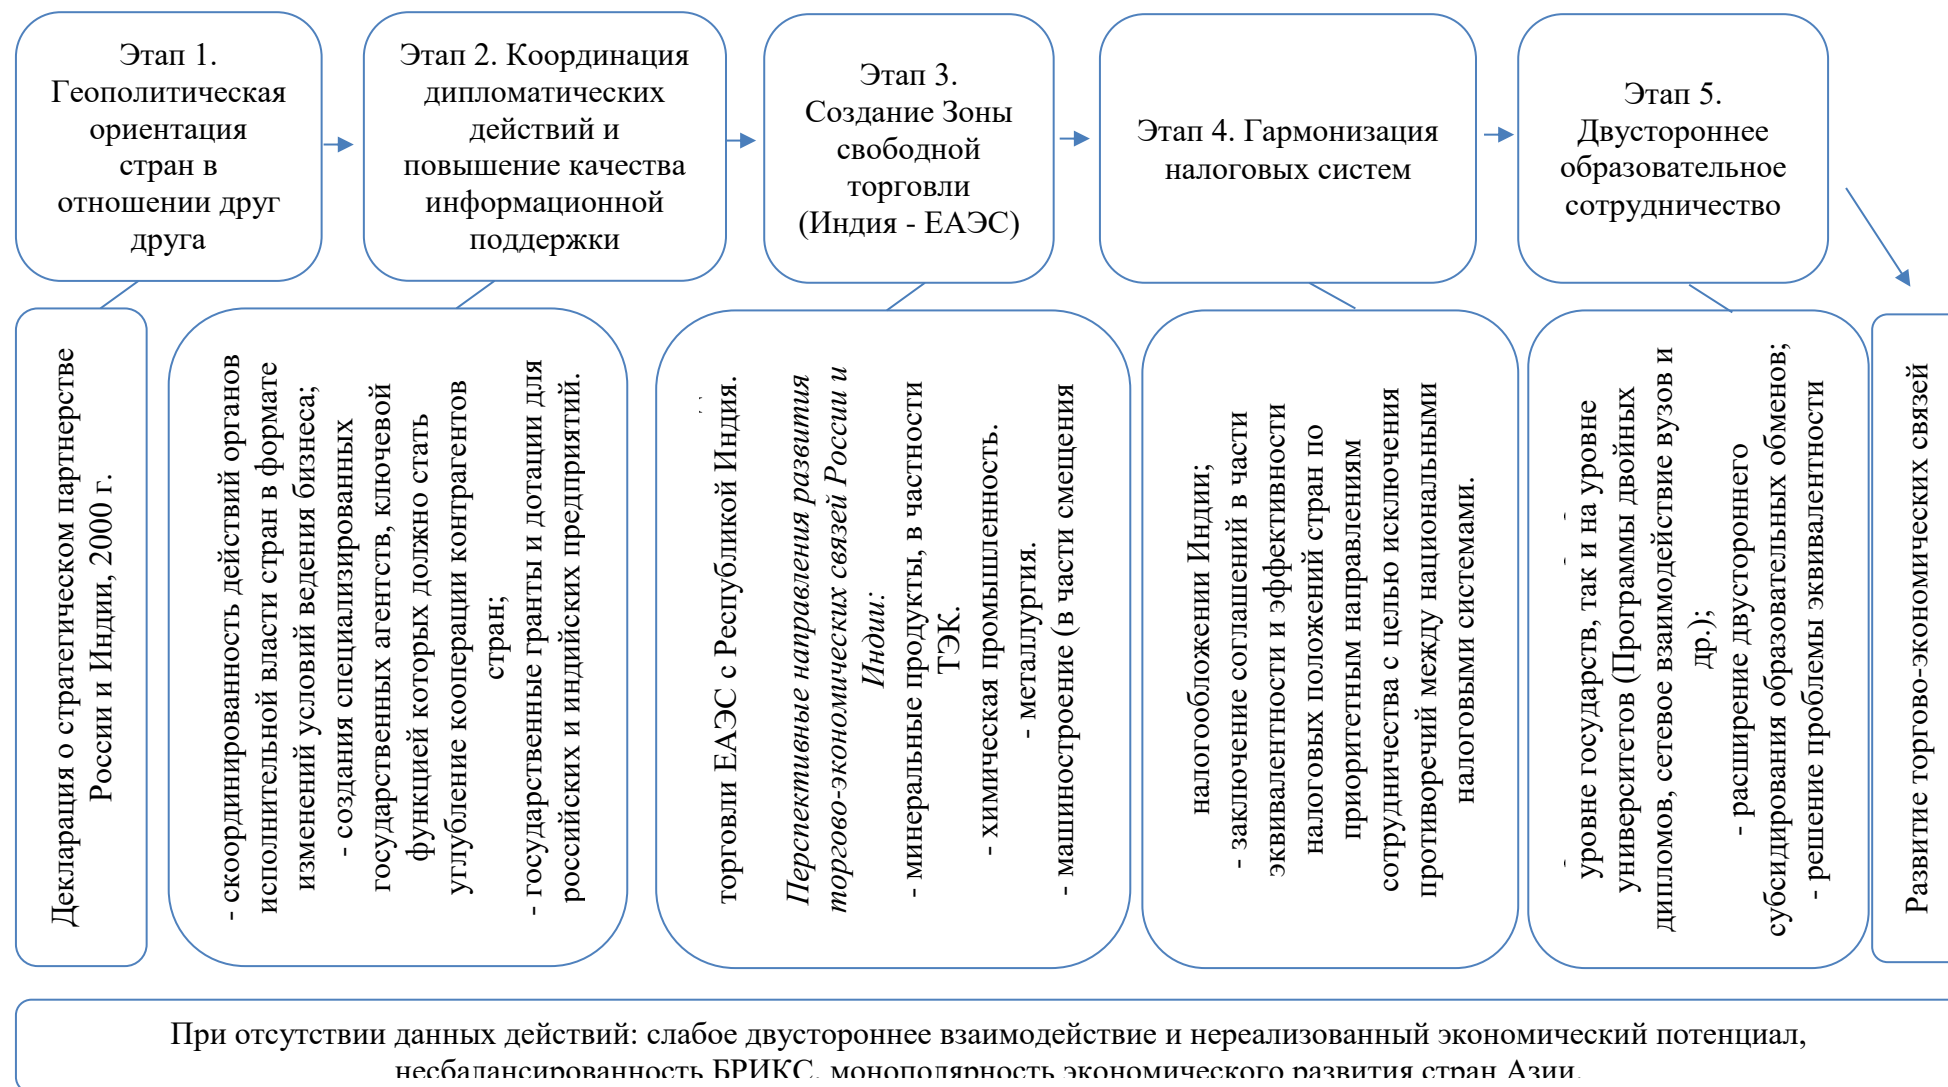 Этап 1.
Геополитическая
ориентация
стран в
отношении друг
друга
Этап 2. Координация
дипломатических
действий и
повышение качества
информационной
поддержки
Этап 3.
Создание Зоны
свободной
торговли
(Индия - ЕАЭС)
Этап 4. Гармонизация
налоговых систем
Этап 5.
Двустороннее
образовательное
сотрудничество
Декларация о стратегическом партнерстве
России и Индии, 2000 г.
- скоординированность действий органов
исполнительной власти стран в формате
изменений условий ведения бизнеса;
- создания специализированных
государственных агентств, ключевой
функцией которых должно стать
углубление кооперации контрагентов
стран;
- государственные гранты и дотации для
российских и индийских предприятий.
торговли ЕАЭС с Республикой Индия.
Перспективные направления развития
торгово-экономических связей России и
Индии:
- минеральные продукты, в частности
ТЭК.
- химическая промышленность.
- металлургия.
- машиностроение (в части смещения
налогообложении Индии;
- заключение соглашений в части
эквивалентности и эффективности
налоговых положений стран по
приоритетным направлениям
сотрудничества с целью исключения
противоречий между национальными
налоговыми системами.
уровне государств, так и на уровне
университетов (Программы двойных
дипломов, сетевое взаимодействие вузов и
др.);
- расширение двустороннего
субсидирования образовательных обменов;
- решение проблемы эквивалентности
Развитие торгово-экономических связей
При отсутствии данных действий: слабое двустороннее взаимодействие и нереализованный экономический потенциал,
несбалансированность БРИКС, монополярность экономического развития стран Азии.